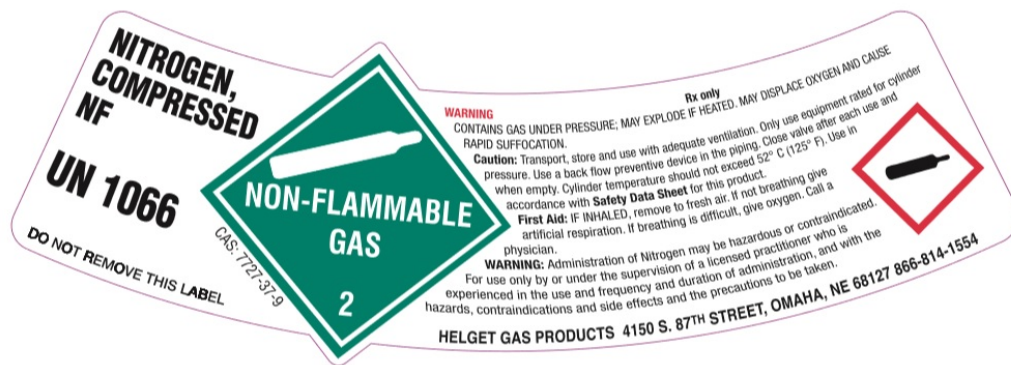 NITROGEN,
COMPRESSED
NF
UN 1066
DO NOT REMOVE THIS LABEL
NON-FLAMMABLE
GAS
2
CAS: 7727-37-9
Rx only
WARNING
CONTAINS GAS UNDER PRESSURE; MAY EXPLODE IF HEATED. MAY DISPLACE OXYGEN AND CAUSE
RAPID SUFFOCATION.
Caution: Transport, store and use with adequate ventilation. Only use equipment rated for cylinder
pressure. Use a back flow preventive device in the piping. Close valve after each use and
when empty. Cylinder temperature should not exceed 52° C (125° F). Use in
accordance with Safety Data Sheet for this product.
First Aid: IF INHALED, remove to fresh air. If not breathing give
artificial respiration. If breathing is difficult, give oxygen. Call a
physician.
WARNING: Administration of Nitrogen may be hazardous or contraindicated.
For use only by or under the supervision of a licensed practitioner who is
experienced in the use and frequency and duration of administration, and with the
hazards, contraindications and side effects and the precautions to be taken.
HELGET GAS PRODUCTS 4150 S. 87TH STREET, OMAHA, NE 68127 866-814-1554